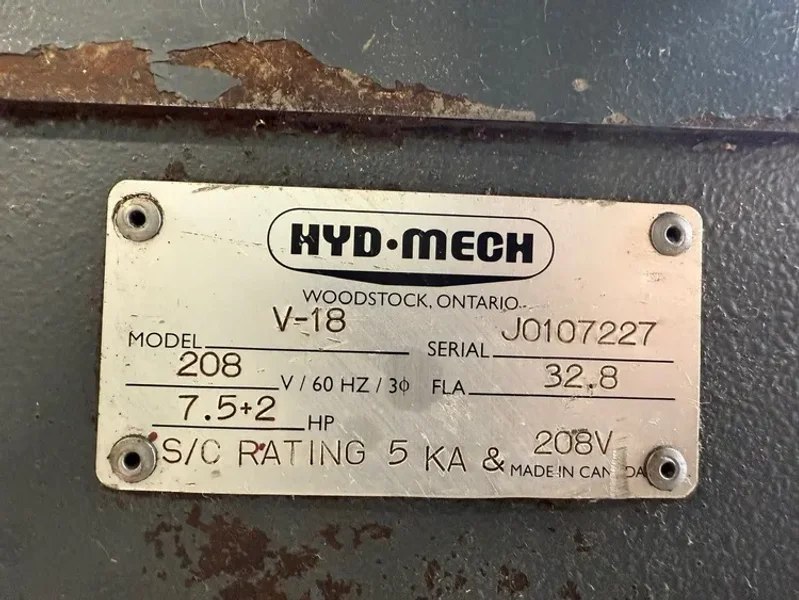 HYD·MECH
WOODSTOCK, ONTARIO
MODEL V-18 SERIAL J0107227
208 V / 60 HZ / 3ϕ FLA 32.8
7.5+2 HP
S/C RATING 5 KA & 208V
MADE IN CANADA